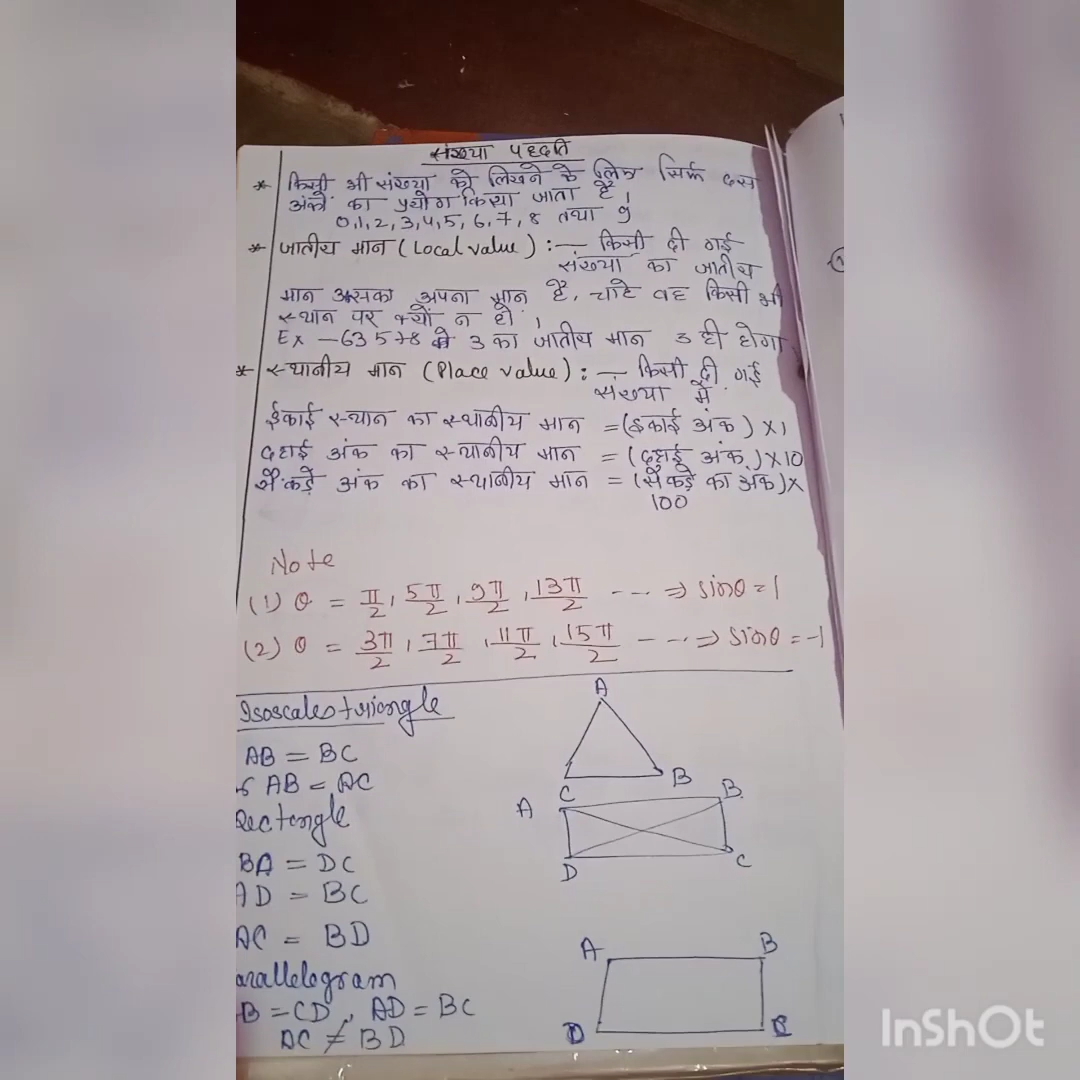 संख्या पद्दति
* किसी भी संख्या को लिखने के लिए सिर्फ दस
अंकों का प्रयोग किया जाता है।
0,1,2,3,4,5,6,7,8 तथा 9
* जातीय मान (Local value) :— किसी दी गई
संख्या का जातीय
मान उसका अपना मान है, चाहे वह किसी भी
स्थान पर क्यों न हो।
Ex – 63578 में 3 का जातीय मान 3 ही होगा
* स्थानीय मान (Place value) :— किसी दी गई
संख्या में
ईकाई स्थान का स्थानीय मान = (इकाई अंक) × 1
दहाई अंक का स्थानीय मान = (दहाई अंक) × 10
सैंकड़े अंक का स्थानीय मान = (सैंकड़े का अंक) ×
100
Note
(1) θ = π/2, 5π/2, 9π/2, 13π/2 ---- ⇒ sinθ = 1
(2) θ = 3π/2, 7π/2, 11π/2, 15π/2 ----- ⇒ sinθ = -1
Isoscales triangle
A
AB = BC
AB = AC
C B
Rectangle
A B
BA = DC
D C
AD = BC
AC = BD
A B
arallelogram
B = CD, AD = BC
D C
AC ≠ BD
InShOt